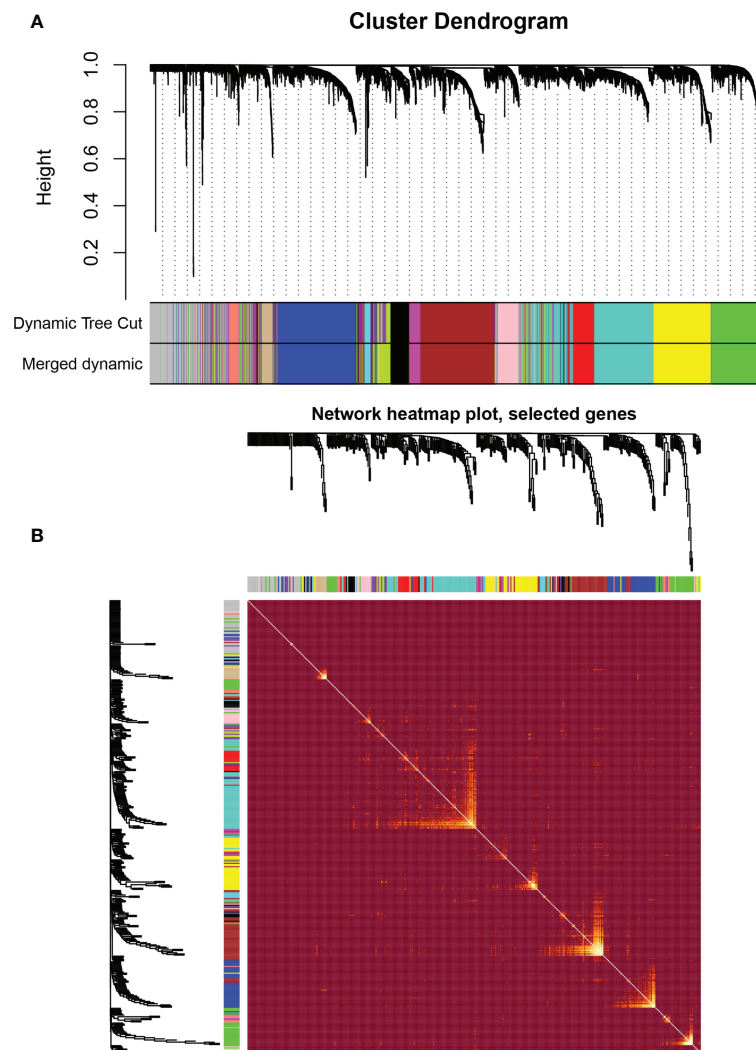 A
Cluster Dendrogram
1.0
0.8
0.6
0.4
0.2
Height
Dynamic Tree Cut
Merged dynamic
Network heatmap plot, selected genes
B